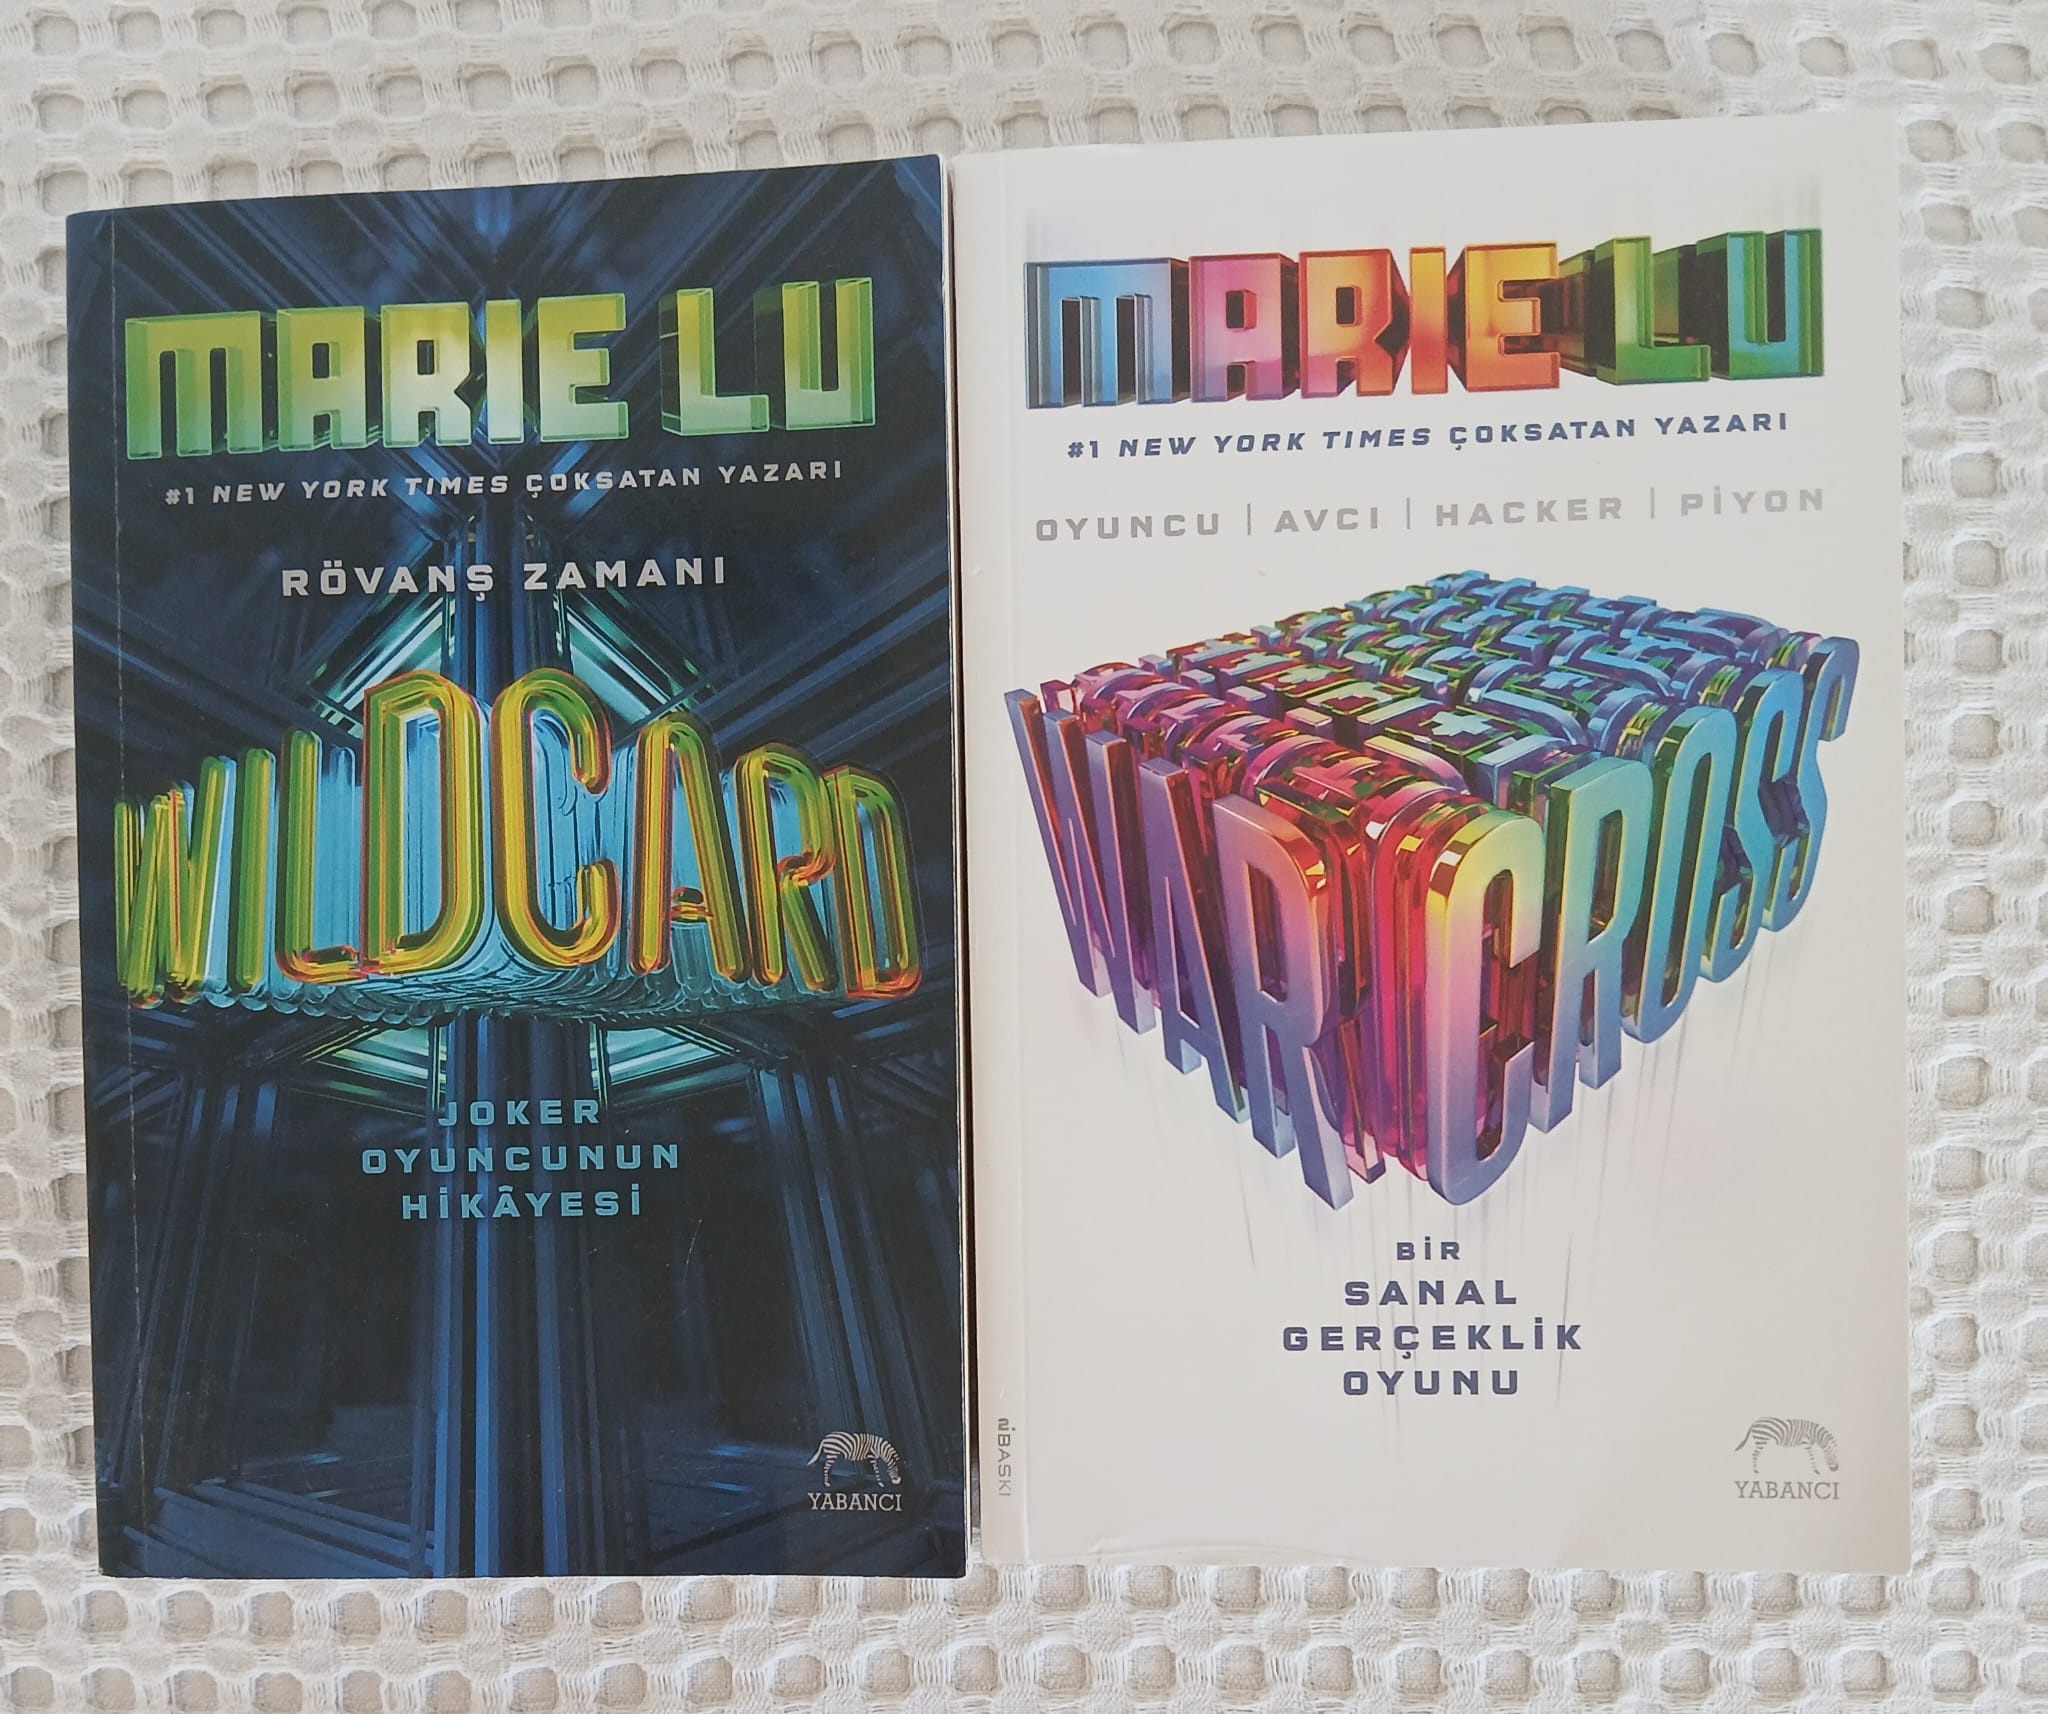 MARIE LU
#1 NEW YORK TIMES ÇOKSATAN YAZARI
RÖVANŞ ZAMANI
WILDCARD
JOKER
OYUNCUNUN
HİKÂYESİ
YABANCI
MARIE LU
#1 NEW YORK TIMES ÇOKSATAN YAZARI
OYUNCU | AVCI | HACKER | PİYON
WARCROSS
BİR
SANAL
GERÇEKLİK
OYUNU
2. BASKI
YABANCI